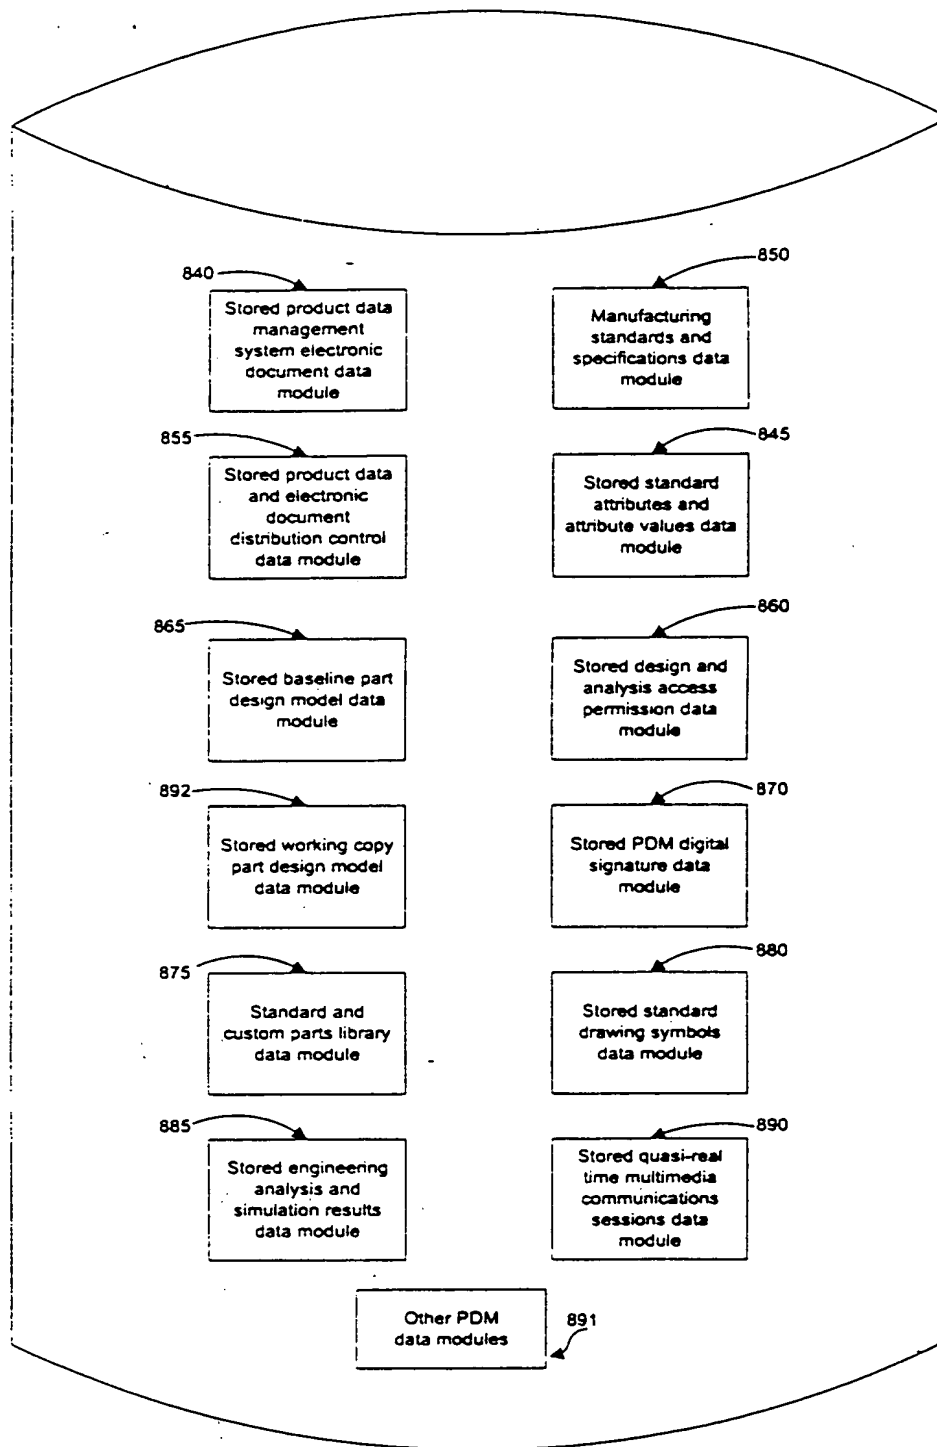 840
Stored product data
management
system electronic
document data
module
850
Manufacturing
standards and
specifications data
module
855
Stored product data
and electronic
document
distribution control
data module
845
Stored standard
attributes and
attribute values data
module
865
Stored baseline part
design model data
module
860
Stored design and
analysis access
permission data
module
892
Stored working copy
part design model
data module
870
Stored PDM digital
signature data
module
875
Standard and
custom parts library
data module
880
Stored standard
drawing symbols
data module
885
Stored engineering
analysis and
simulation results
data module
890
Stored quasi-real
time multimedia
communications
sessions data
module
Other PDM
data modules
891